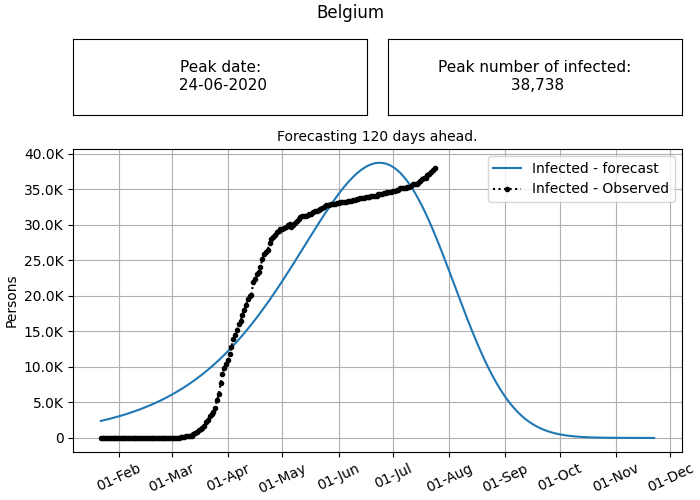 Belgium
Peak date:
24-06-2020
Peak number of infected:
38,738
Forecasting 120 days ahead.
40.0K
35.0K
30.0K
25.0K
20.0K
15.0K
10.0K
5.0K
0
Persons
Infected - forecast
Infected - Observed
01-Feb
01-Mar
01-Apr
01-May
01-Jun
01-Jul
01-Aug
01-Sep
01-Oct
01-Nov
01-Dec